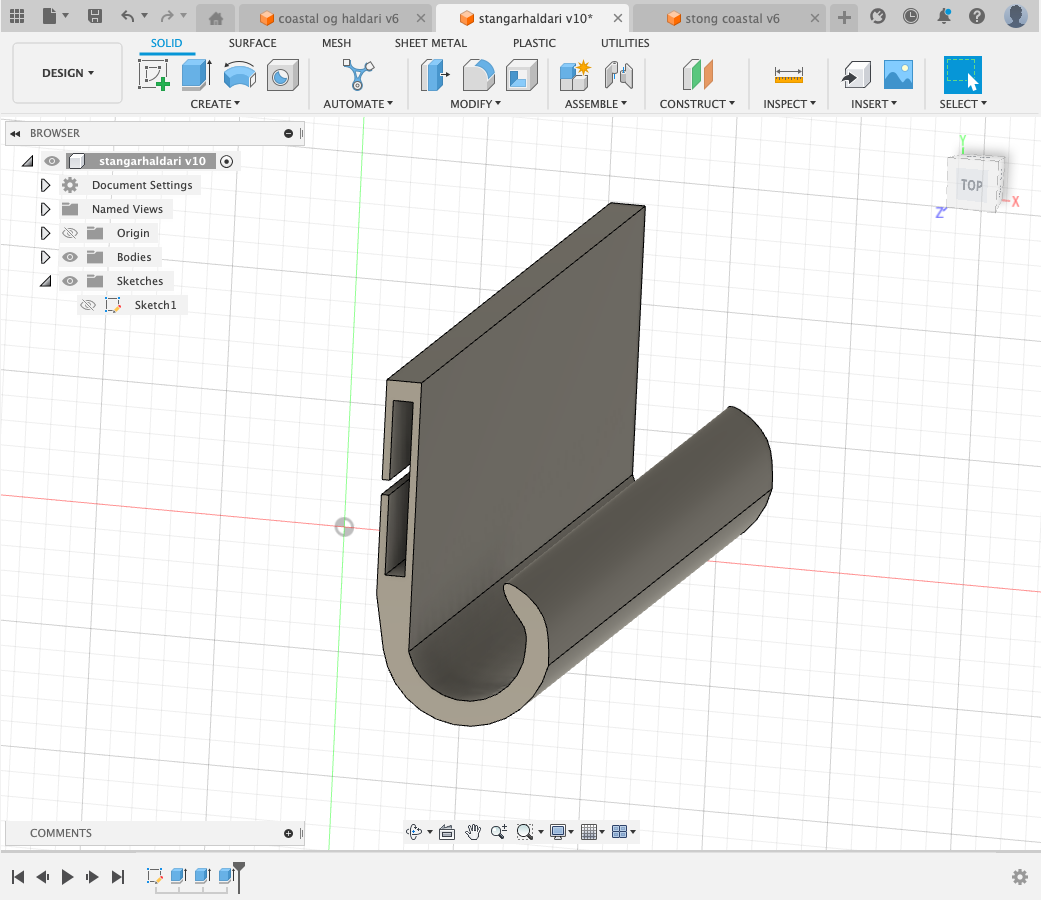 coastal og haldari v6
stangarhaldari v10*
stong coastal v6
SOLID SURFACE MESH SHEET METAL PLASTIC UTILITIES
DESIGN
CREATE AUTOMATE MODIFY ASSEMBLE CONSTRUCT INSPECT INSERT SELECT
BROWSER
stangarhaldari v10
Document Settings
Named Views
Origin
Bodies
Sketches
Sketch1
Y
TOP
X
Z
COMMENTS